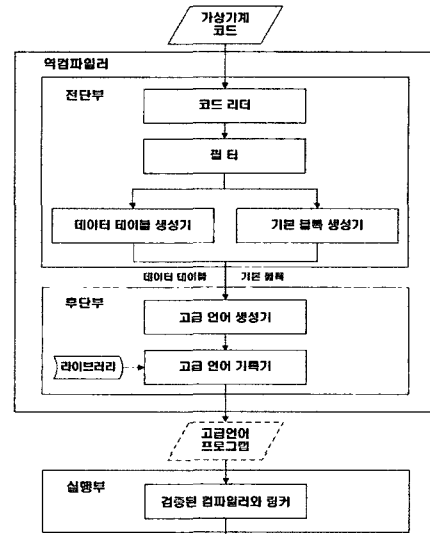 가상기계
코드
역컴파일러
전단부
코드 리더
필 터
데이터 테이블 생성기
기본 블록 생성기
데이터 테이블
기본 블록
후단부
고급 언어 생성기
라이브러리
고급 언어 기록기
고급언어
프로그램
실행부
검증된 컴파일러와 링커